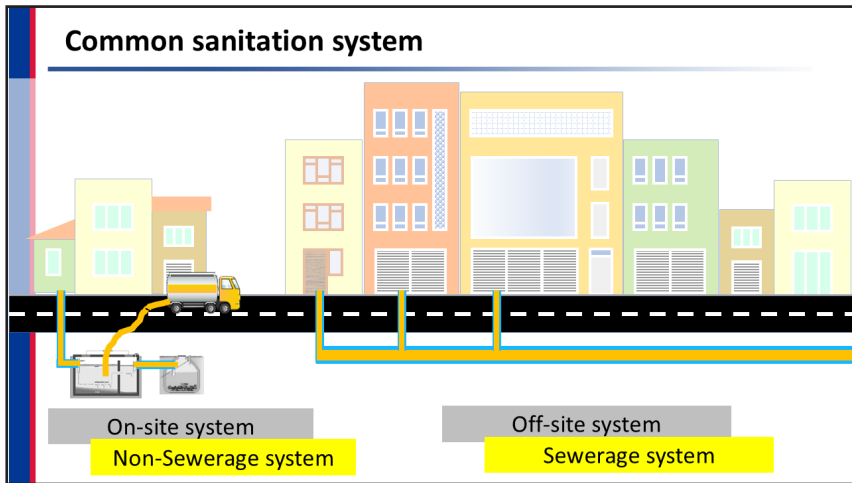 Common sanitation system
On-site system
Non-Sewerage system
Off-site system
Sewerage system